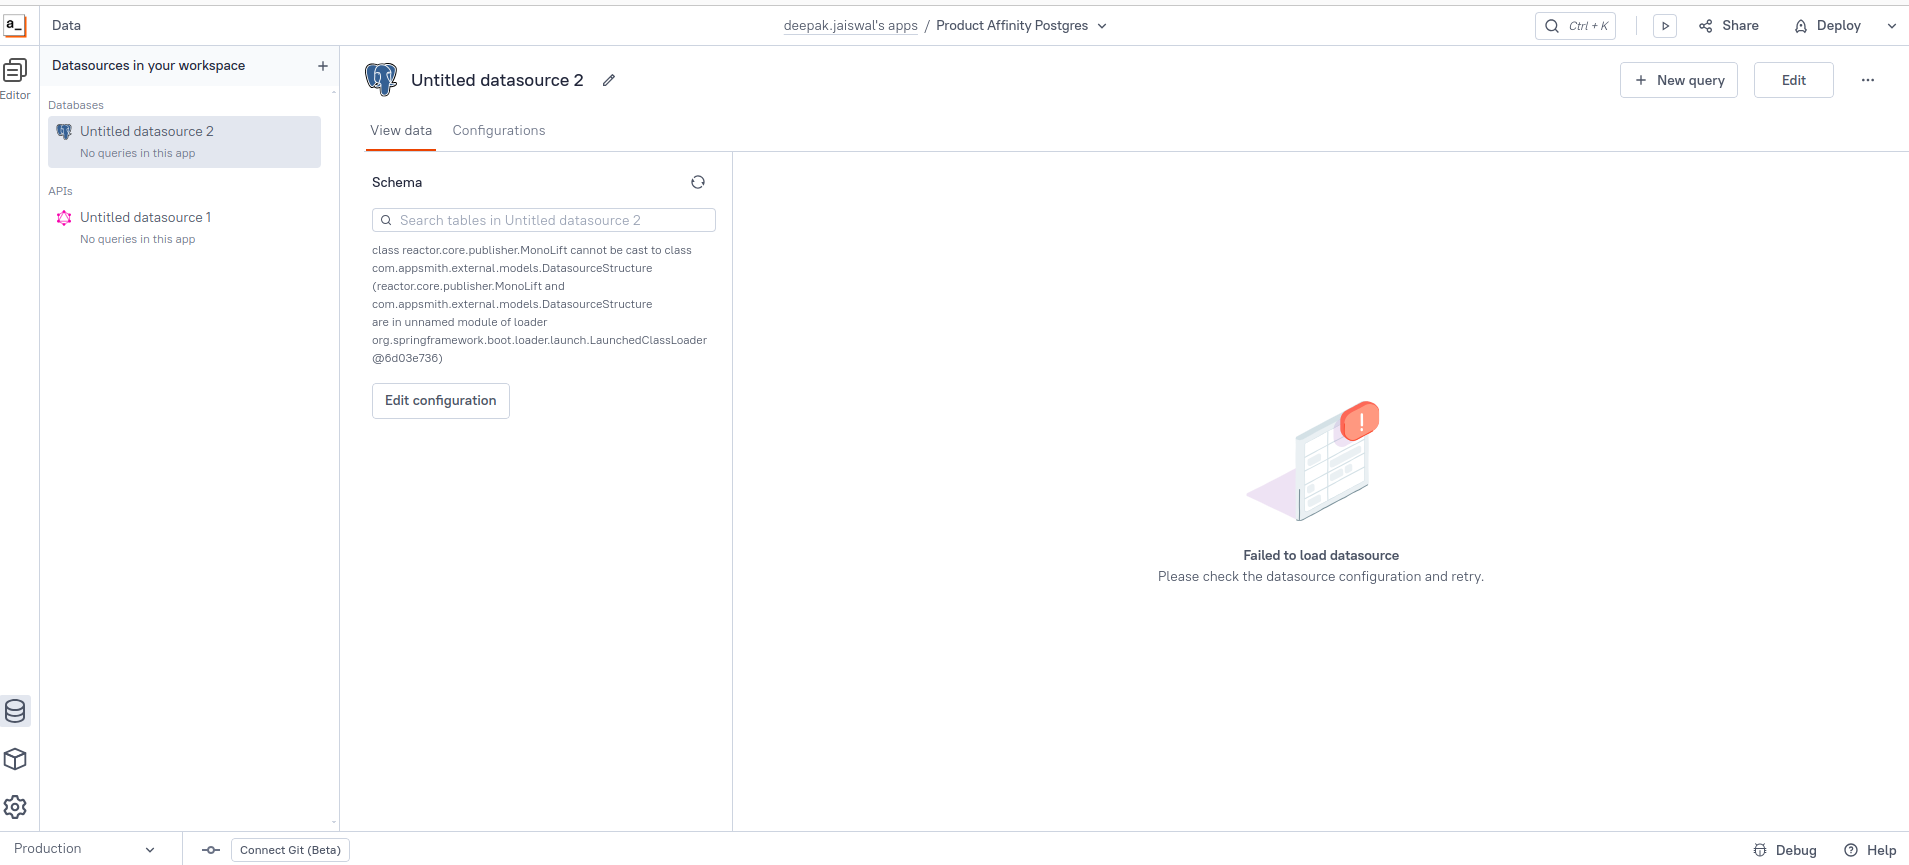 a_
Data
deepak.jaiswal's apps / Product Affinity Postgres
Ctrl + K
Share
Deploy
Editor
Datasources in your workspace
Databases
Untitled datasource 2
No queries in this app
APIs
Untitled datasource 1
No queries in this app
Untitled datasource 2
New query
Edit
View data
Configurations
Schema
Search tables in Untitled datasource 2
class reactor.core.publisher.MonoLift cannot be cast to class
com.appsmith.external.models.DatasourceStructure
(reactor.core.publisher.MonoLift and
com.appsmith.external.models.DatasourceStructure
are in unnamed module of loader
org.springframework.boot.loader.launch.LaunchedClassLoader
@6d03e736)
Edit configuration
!
Failed to load datasource
Please check the datasource configuration and retry.
Production
Connect Git (Beta)
Debug
Help